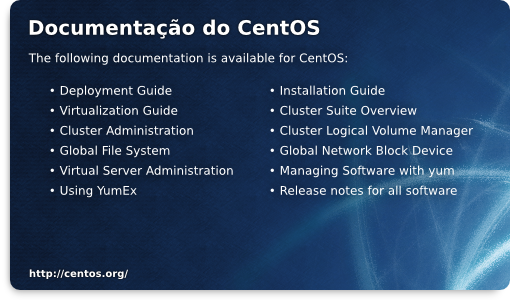 Documentação do CentOS
The following documentation is available for CentOS:
• Deployment Guide
• Virtualization Guide
• Cluster Administration
• Global File System
• Virtual Server Administration
• Using YumEx
• Installation Guide
• Cluster Suite Overview
• Cluster Logical Volume Manager
• Global Network Block Device
• Managing Software with yum
• Release notes for all software
http://centos.org/